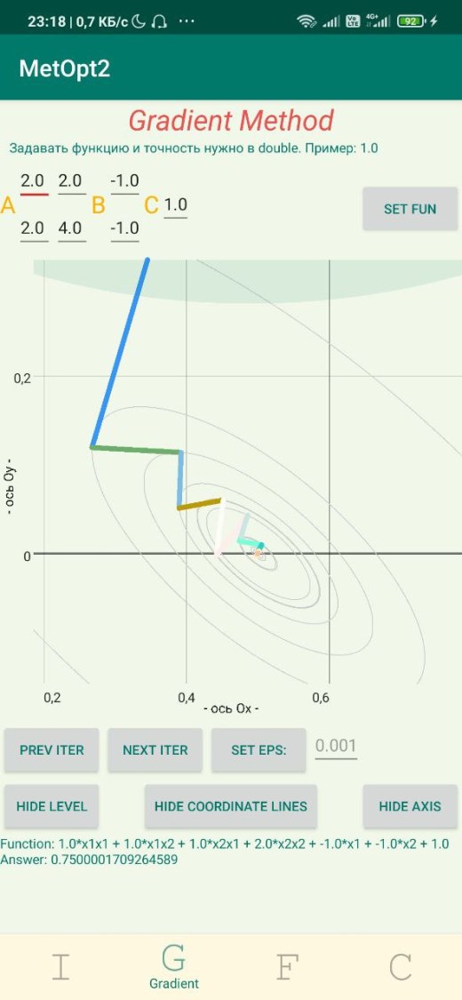 23:18 | 0,7 КБ/с ... Vo LTE 4G+ 92
MetOpt2
Gradient Method
Задавать функцию и точность нужно в double. Пример: 1.0
2.0 2.0 -1.0
A B C 1.0 SET FUN
2.0 4.0 -1.0
0,2
- ось Oy -
0
0,2 0,4 0,6
- ось Ox -
PREV ITER NEXT ITER SET EPS: 0.001
HIDE LEVEL HIDE COORDINATE LINES HIDE AXIS
Function: 1.0*x1x1 + 1.0*x1x2 + 1.0*x2x1 + 2.0*x2x2 + -1.0*x1 + -1.0*x2 + 1.0
Answer: 0.7500001709264589
I G F C
Gradient